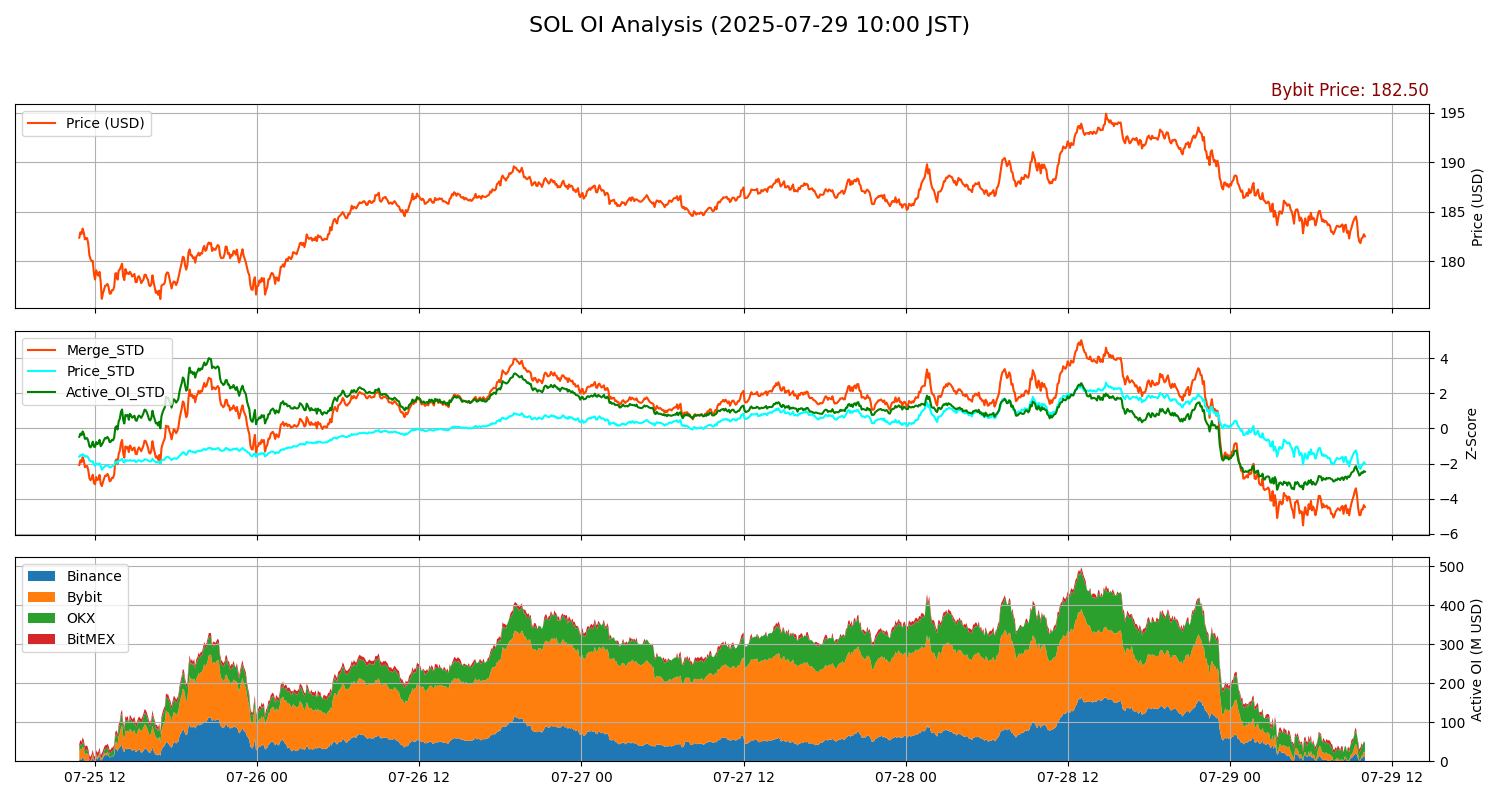 SOL OI Analysis (2025-07-29 10:00 JST)
Bybit Price: 182.50
Price (USD)
195
190
185
180
Price (USD)
Merge_STD
Price_STD
Active_OI_STD
4
2
0
−2
−4
−6
Z-Score
Binance
Bybit
OKX
BitMEX
500
400
300
200
100
0
Active OI (M USD)
07-25 12
07-26 00
07-26 12
07-27 00
07-27 12
07-28 00
07-28 12
07-29 00
07-29 12